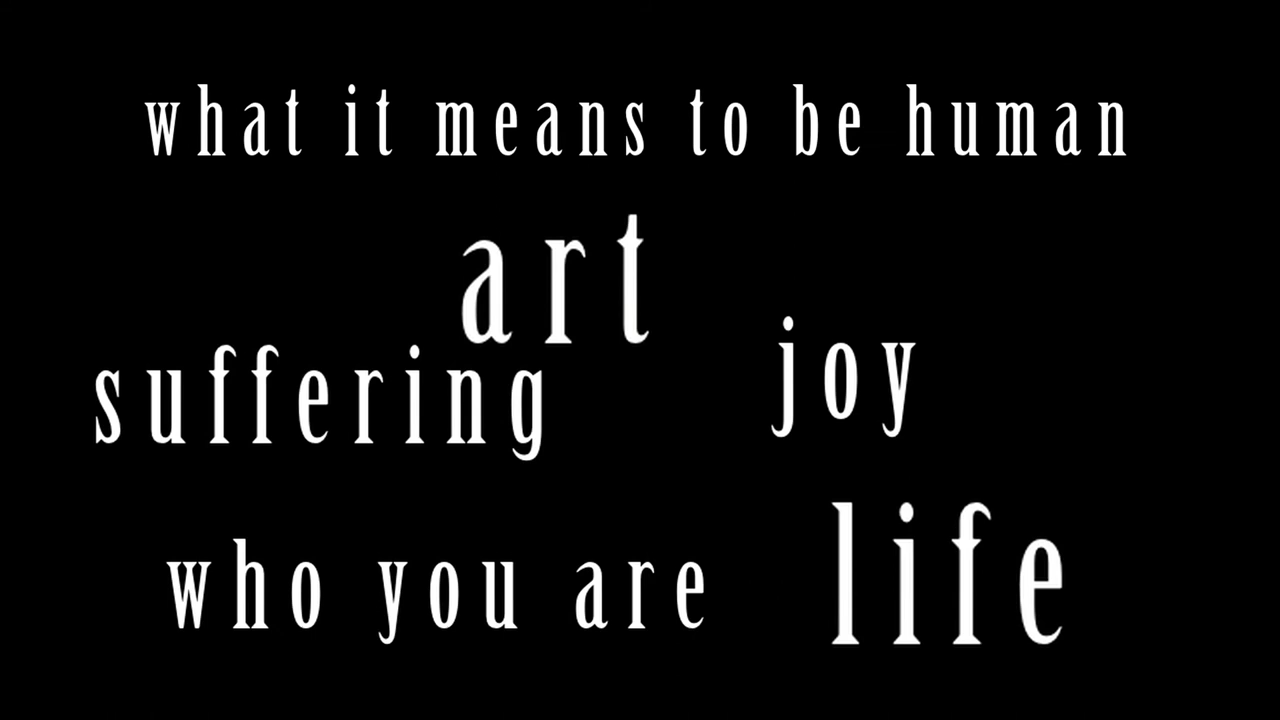 what it means to be human
art
suffering
joy
who you are
life